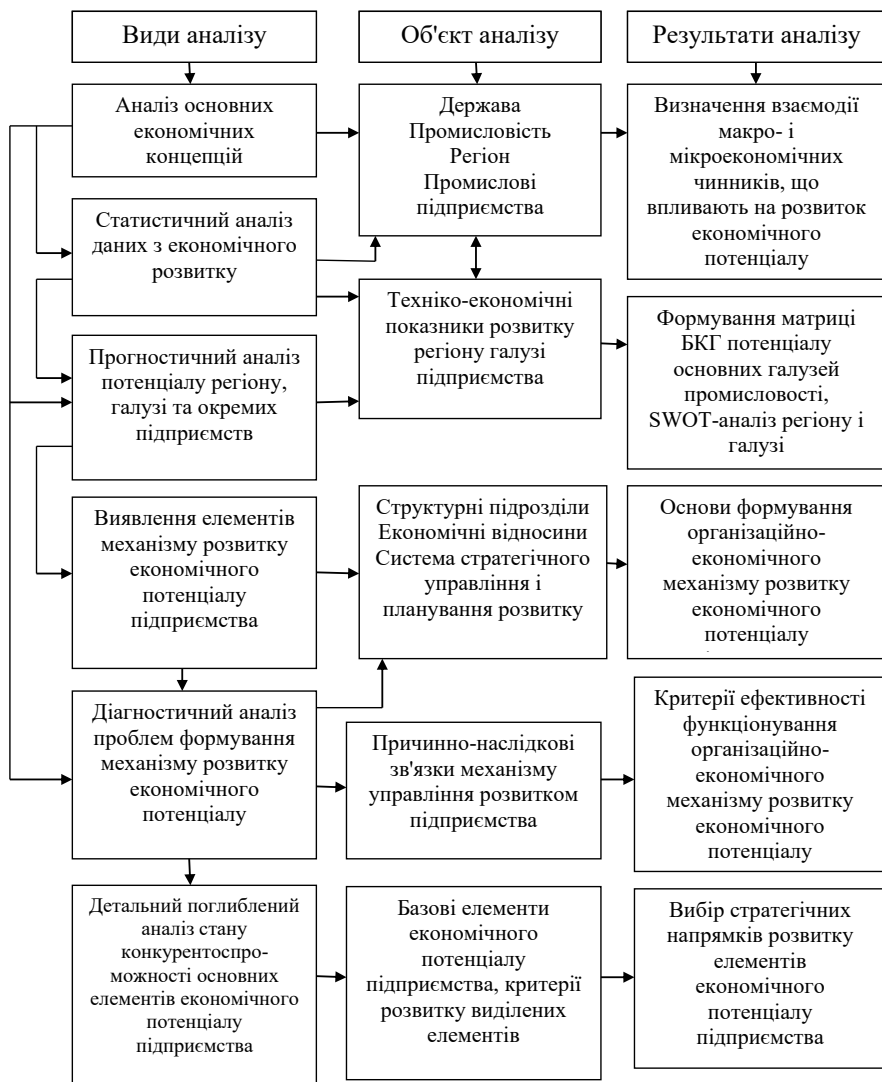 Види аналізу
Об'єкт аналізу
Результати аналізу
Аналіз основних
економічних
концепцій
Держава
Промисловість
Регіон
Промислові
підприємства
Визначення взаємодії
макро- і
мікроекономічних
чинників, що
впливають на розвиток
економічного
потенціалу
Статистичний аналіз
даних з економічного
розвитку
Техніко-економічні
показники розвитку
регіону галузі
підприємства
Формування матриці
БКГ потенціалу
основних галузей
промисловості,
SWOT-аналіз регіону і
галузі
Прогностичний аналіз
потенціалу регіону,
галузі та окремих
підприємств
Виявлення елементів
механізму розвитку
економічного
потенціалу
підприємства
Структурні підрозділи
Економічні відносини
Система стратегічного
управління і
планування розвитку
Основи формування
організаційно-
економічного
механізму розвитку
економічного
потенціалу
Діагностичний аналіз
проблем формування
механізму розвитку
економічного
потенціалу
Причинно-наслідкові
зв'язки механізму
управління розвитком
підприємства
Критерії ефективності
функціонування
організаційно-
економічного
механізму розвитку
економічного
потенціалу
Детальний поглиблений
аналіз стану
конкурентоспро-
можності основних
елементів економічного
потенціалу
підприємства
Базові елементи
економічного
потенціалу
підприємства, критерії
розвитку виділених
елементів
Вибір стратегічних
напрямків розвитку
елементів
економічного
потенціалу
підприємства